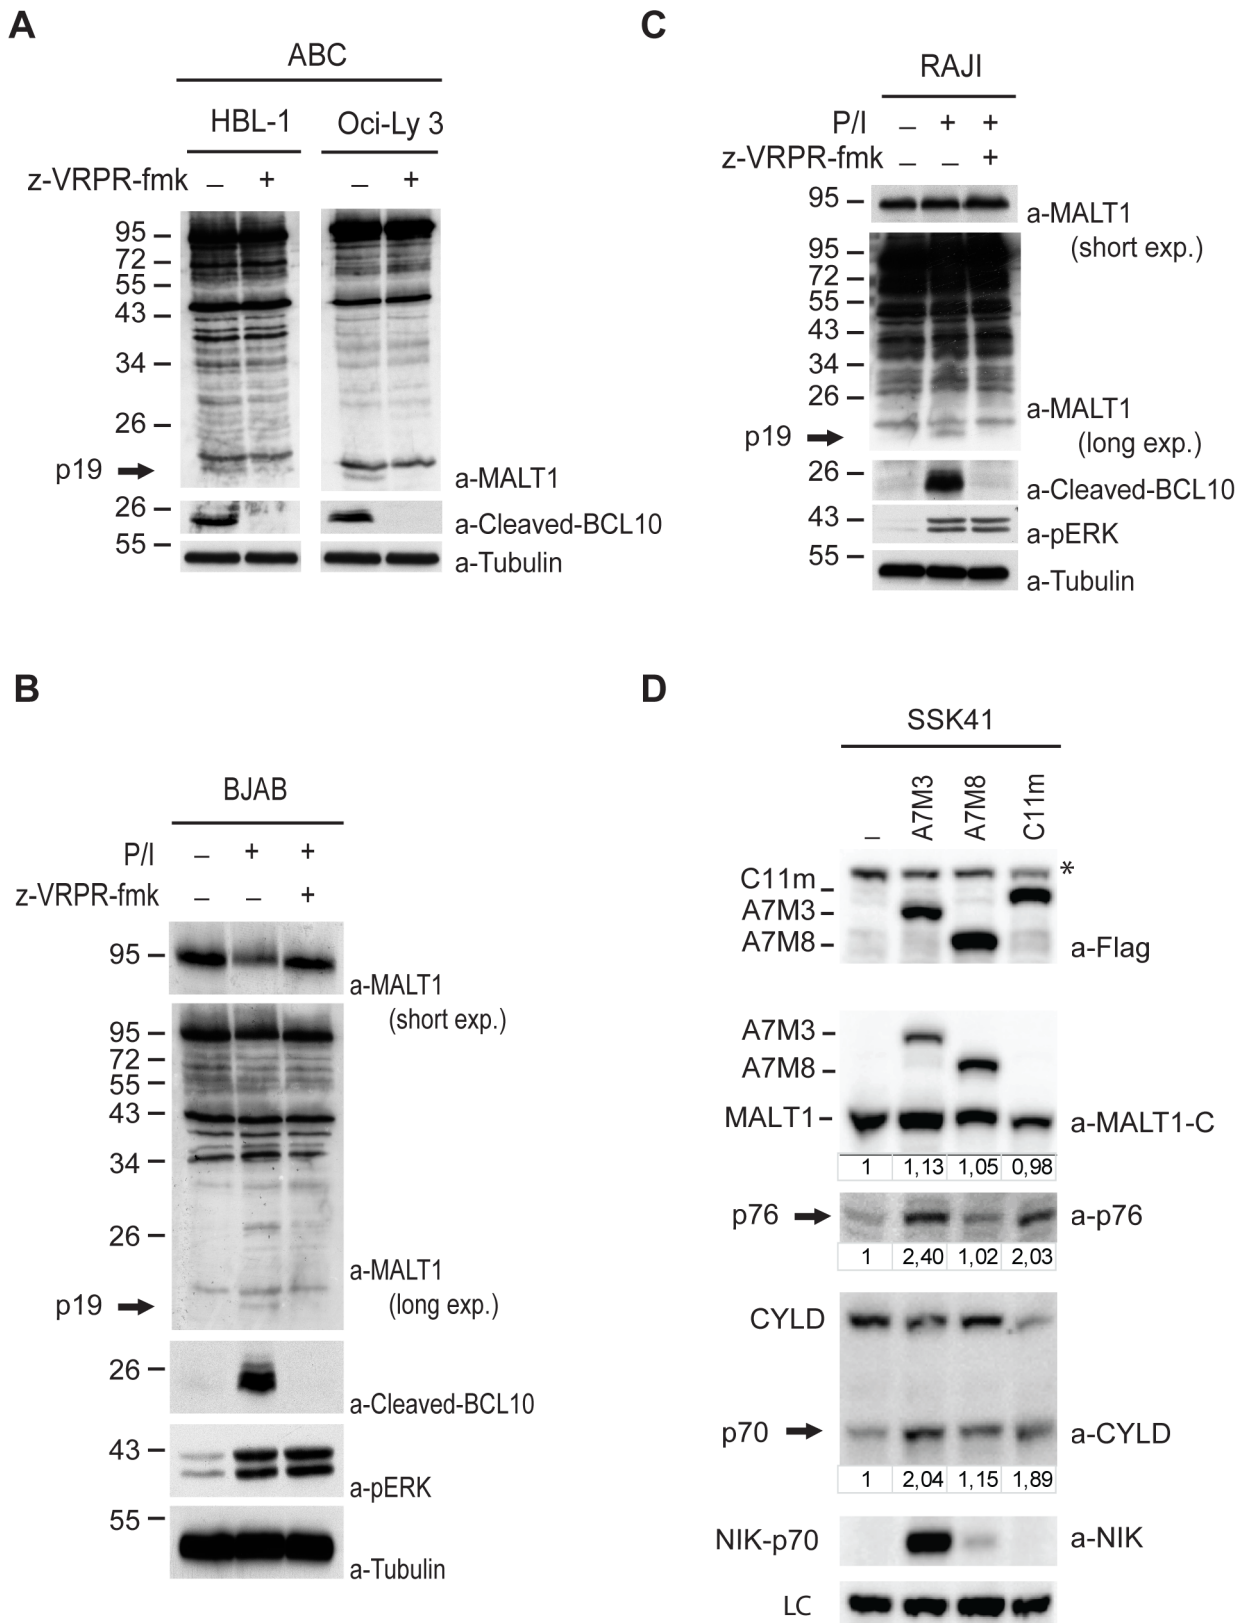 A
ABC
HBL-1 Oci-Ly 3
z-VRPR-fmk – + – +
95
72
55
43
34
26
p19
a-MALT1
26
a-Cleaved-BCL10
55
a-Tubulin
C
RAJI
P/I – + +
z-VRPR-fmk – – +
95
a-MALT1
(short exp.)
95
72
55
43
34
26
a-MALT1
p19
(long exp.)
26
a-Cleaved-BCL10
43
a-pERK
55
a-Tubulin
B
BJAB
P/I – + +
z-VRPR-fmk – – +
95
a-MALT1
(short exp.)
95
72
55
43
34
26
a-MALT1
p19
(long exp.)
26
a-Cleaved-BCL10
43
a-pERK
55
a-Tubulin
D
SSK41
– A7M3 A7M8 C11m
*
C11m
A7M3
A7M8
a-Flag
A7M3
A7M8
MALT1 a-MALT1-C
1 1,13 1,05 0,98
p76 a-p76
1 2,40 1,02 2,03
CYLD
p70 a-CYLD
1 2,04 1,15 1,89
NIK-p70 a-NIK
LC